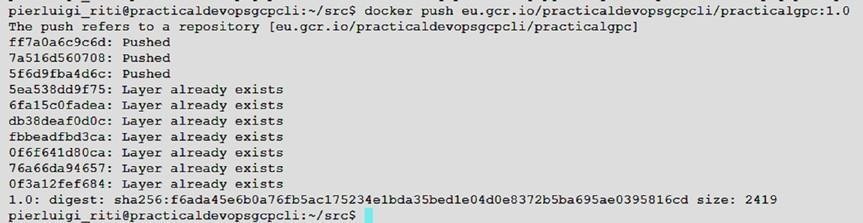 pierluigi_riti@practicaldevopsgcpcli:~/src$ docker push eu.gcr.io/practicaldevopsgcpcli/practicalgpc:1.0
The push refers to a repository [eu.gcr.io/practicaldevopsgcpcli/practicalgpc]
ff7a0a6c9c6d: Pushed
7a516d560708: Pushed
5f6d9fba4d6c: Pushed
5ea538dd9f75: Layer already exists
6fa15c0fadea: Layer already exists
db38deaf0d0c: Layer already exists
fbbeadfbd3ca: Layer already exists
0f6f641d80ca: Layer already exists
76a66da94657: Layer already exists
0f3a12fef684: Layer already exists
1.0: digest: sha256:f6ada45e6b0a76fb5ac175234e1bda35bed1e04d0e8372b5ba695ae0395816cd size: 2419
pierluigi_riti@practicaldevopsgcpcli:~/src$